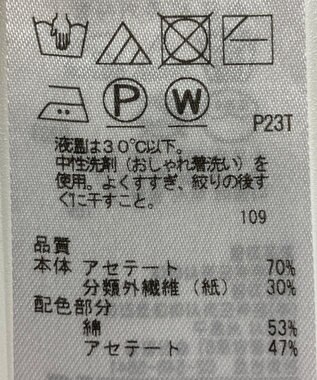 P W
P23T
液温は30℃以下。
中性洗剤（おしゃれ着洗い）を
使用。よくすすぎ、絞りの後す
ぐに干すこと。
109
品質
本体 アセテート 70%
分類外繊維（紙） 30%
配色部分
綿 53%
アセテート 47%